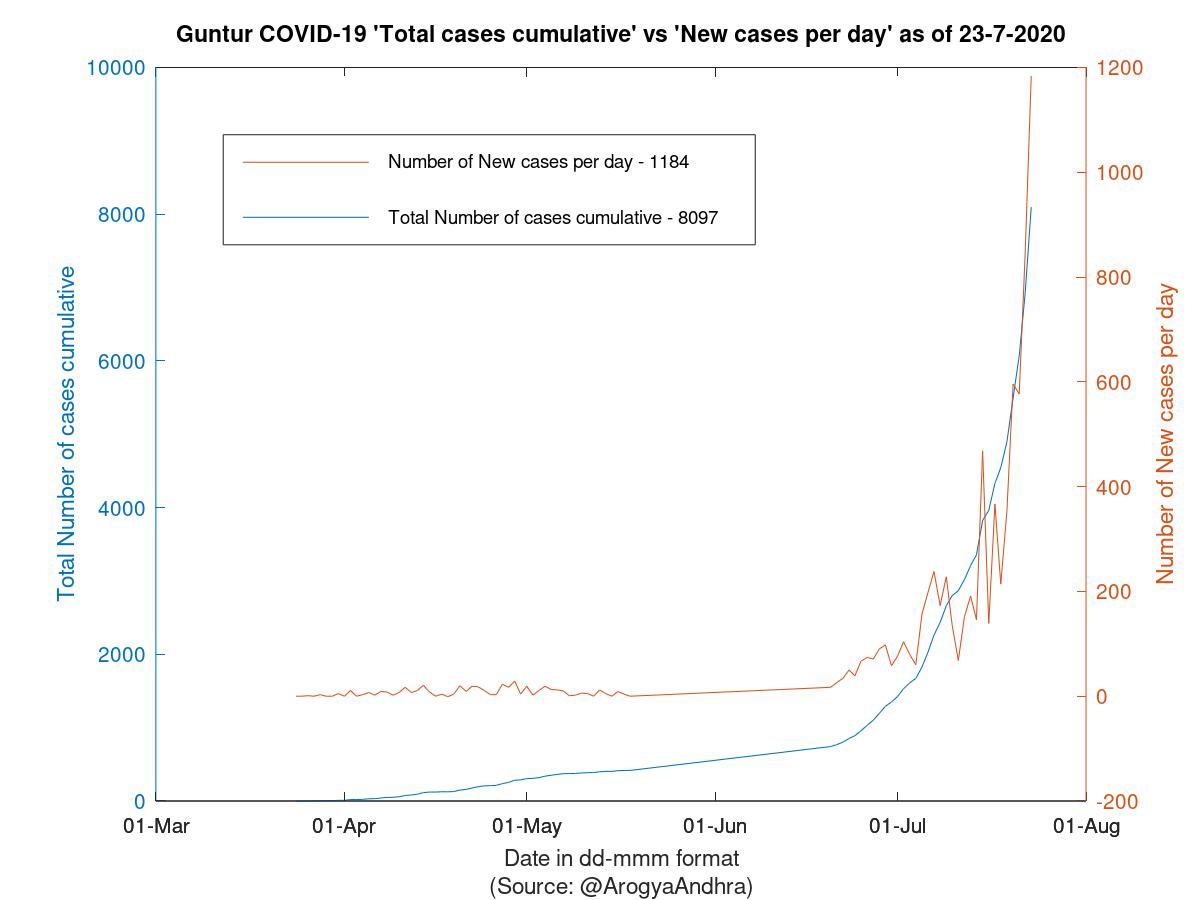 Guntur COVID-19 'Total cases cumulative' vs 'New cases per day' as of 23-7-2020
10000
8000
6000
4000
2000
0
Total Number of cases cumulative
Number of New cases per day - 1184
Total Number of cases cumulative - 8097
1200
1000
800
600
400
200
0
-200
Number of New cases per day
01-Mar 01-Apr 01-May 01-Jun 01-Jul 01-Aug
Date in dd-mmm format
(Source: @ArogyaAndhra)